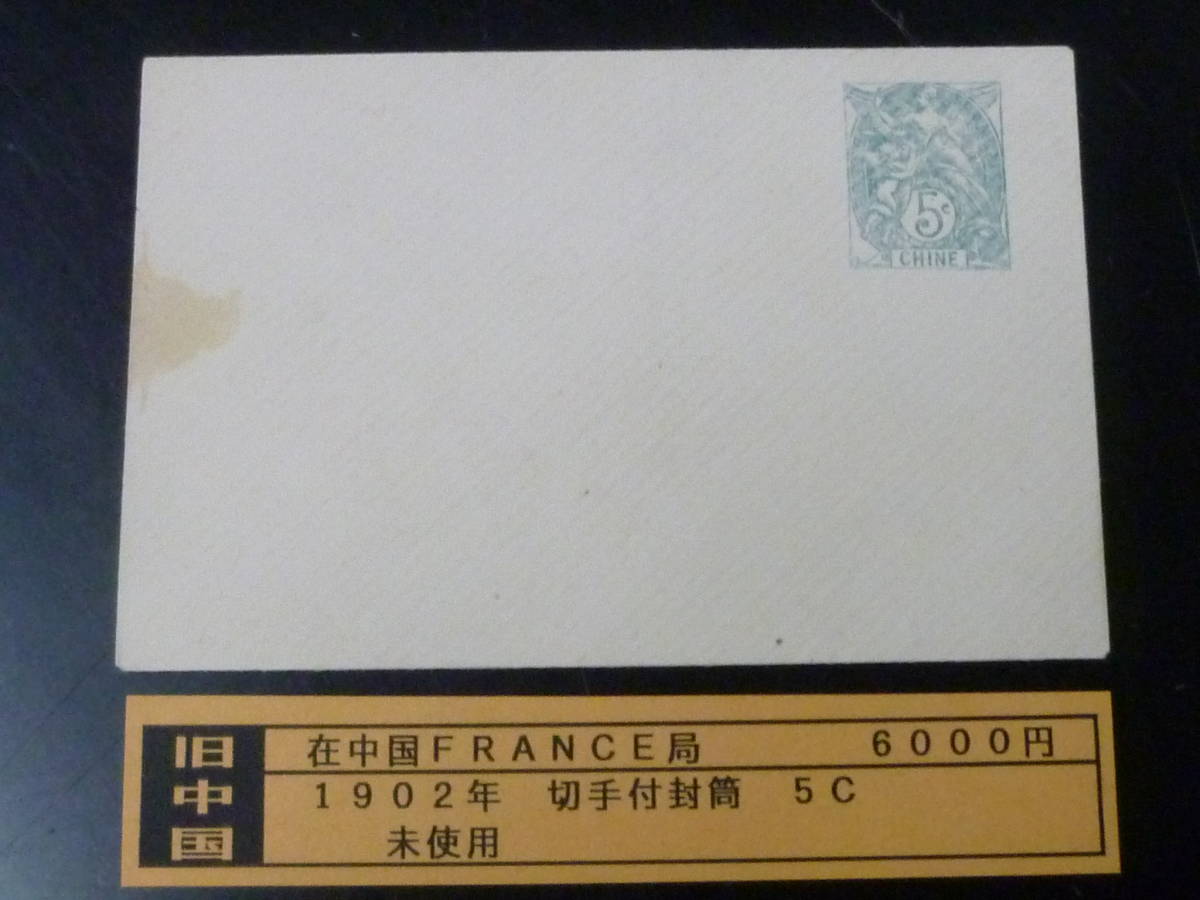 5c
CHINE
旧中国
在中国FRANCE局 6000円
1902年 切手付封筒 5C
未使用